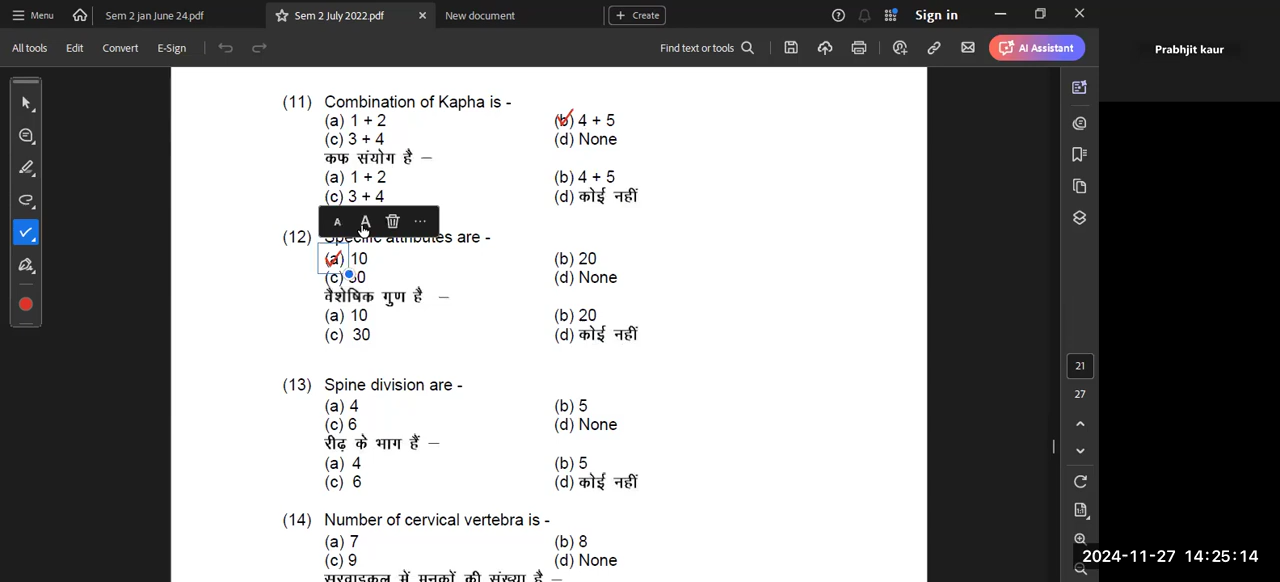 Menu
Sem 2 jan June 24.pdf
Sem 2 July 2022.pdf
New document
Create
Sign in
All tools
Edit
Convert
E-Sign
Find text or tools
AI Assistant
Prabhjit kaur
(11) Combination of Kapha is -
(a) 1 + 2 (b) 4 + 5
(c) 3 + 4 (d) None
कफ संयोग है –
(a) 1 + 2 (b) 4 + 5
(c) 3 + 4 (d) कोई नहीं
A A ...
(12) Specific attributes are -
(a) 10 (b) 20
(c) 30 (d) None
वैशेषिक गुण है –
(a) 10 (b) 20
(c) 30 (d) कोई नहीं
(13) Spine division are -
(a) 4 (b) 5
(c) 6 (d) None
रीढ़ के भाग हैं –
(a) 4 (b) 5
(c) 6 (d) कोई नहीं
(14) Number of cervical vertebra is -
(a) 7 (b) 8
(c) 9 (d) None
में मनकों की संख्या है –
21
27
2024-11-27 14:25:14